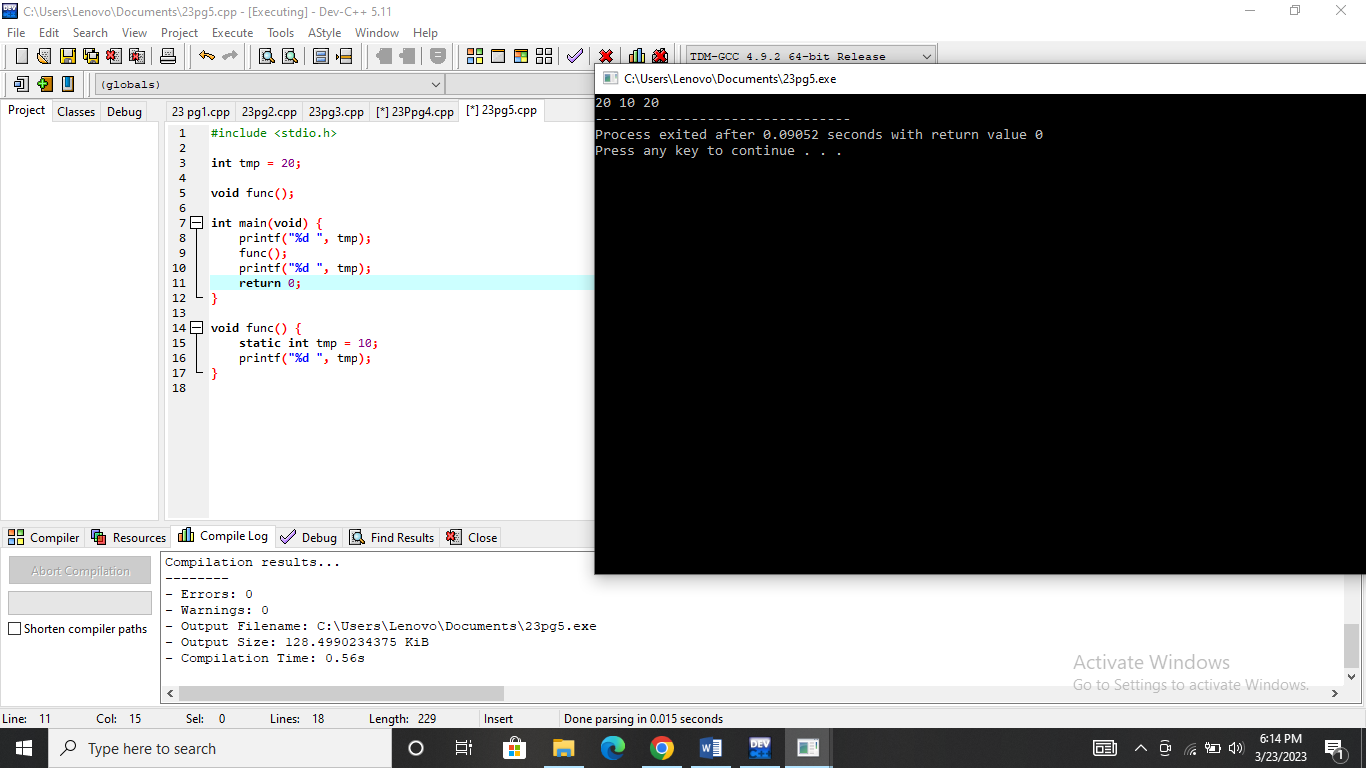 C:\Users\Lenovo\Documents\23pg5.cpp - [Executing] - Dev-C++ 5.11
File Edit Search View Project Execute Tools AStyle Window Help
TDM-GCC 4.9.2 64-bit Release
(globals)
Project Classes Debug
23 pg1.cpp 23pg2.cpp 23pg3.cpp [*] 23Ppg4.cpp [*] 23pg5.cpp
1 #include <stdio.h>
2
3 int tmp = 20;
4
5 void func();
6
7 int main(void) {
8 printf("%d ", tmp);
9 func();
10 printf("%d ", tmp);
11 return 0;
12 }
13
14 void func() {
15 static int tmp = 10;
16 printf("%d ", tmp);
17 }
18
C:\Users\Lenovo\Documents\23pg5.exe
20 10 20
--------------------------------
Process exited after 0.09052 seconds with return value 0
Press any key to continue . . .
Compiler Resources Compile Log Debug Find Results Close
Abort Compilation
Shorten compiler paths
Compilation results...
--------
- Errors: 0
- Warnings: 0
- Output Filename: C:\Users\Lenovo\Documents\23pg5.exe
- Output Size: 128.4990234375 KiB
- Compilation Time: 0.56s
Activate Windows
Go to Settings to activate Windows.
Line: 11 Col: 15 Sel: 0 Lines: 18 Length: 229 Insert Done parsing in 0.015 seconds
Type here to search
DEV
6:14 PM
3/23/2023
1